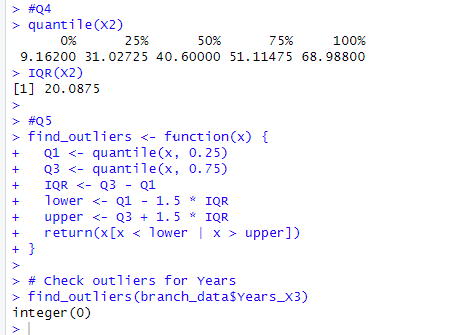 > #Q4
> quantile(X2)
      0%      25%      50%      75%     100%
 9.16200 31.02725 40.60000 51.11475 68.98800
> IQR(X2)
[1] 20.0875
>
> #Q5
> find_outliers <- function(x) {
+   Q1 <- quantile(x, 0.25)
+   Q3 <- quantile(x, 0.75)
+   IQR <- Q3 - Q1
+   lower <- Q1 - 1.5 * IQR
+   upper <- Q3 + 1.5 * IQR
+   return(x[x < lower | x > upper])
+ }
>
> # Check outliers for Years
> find_outliers(branch_data$Years_X3)
integer(0)
>